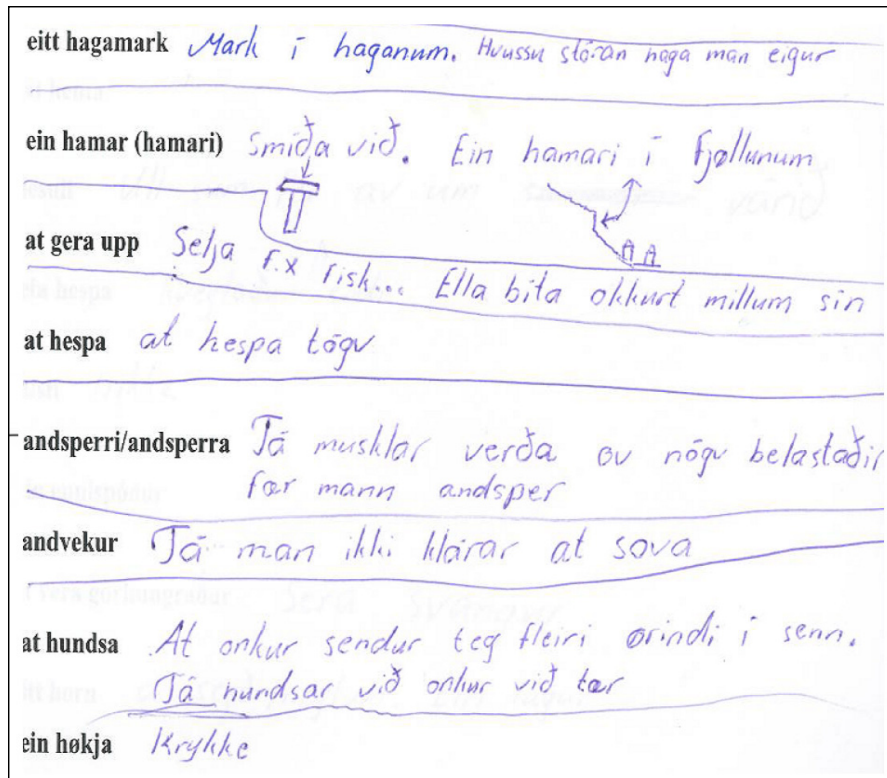 eitt hagamark Mark í haganum. Hvussu stóran haga man eigur
ein hamar (hamari) Smíða við. Ein hamari í fjøllunum
at gera upp Selja f.x fisk... Ella bíta okkurt millum sín
at hespa at hespa tógv
andsperri/andsperra Tá musklar verða ov nógv belastaðir
fær mann andsper
andvekur Tá man ikki klárar at sova
at hundsa At onkur sendur teg fleiri ørindi í senn.
Tá hundsar við onkur við tær
ein høkja Krykke